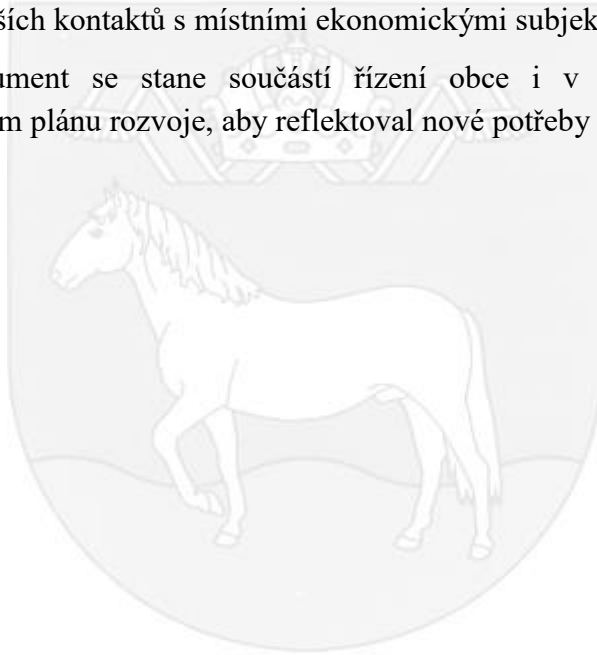 ších kontaktů s místními ekonomickými subjek
ument se stane součástí řízení obce i v
m plánu rozvoje, aby reflektoval nové potřeby